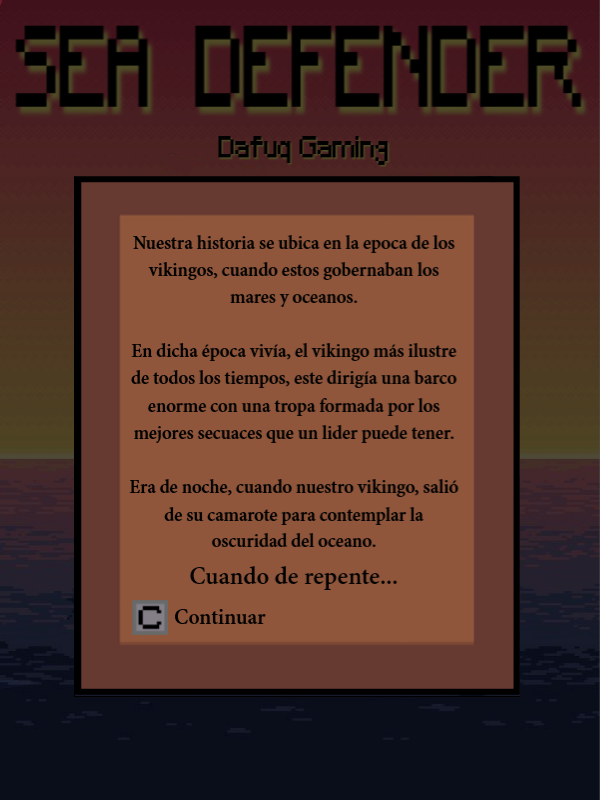 SEA DEFENDER
Dafuq Gaming
Nuestra historia se ubica en la epoca de los
vikingos, cuando estos gobernaban los
mares y oceanos.
En dicha época vivía, el vikingo más ilustre
de todos los tiempos, este dirigía una barco
enorme con una tropa formada por los
mejores secuaces que un lider puede tener.
Era de noche, cuando nuestro vikingo, salió
de su camarote para contemplar la
oscuridad del oceano.
Cuando de repente...
C Continuar